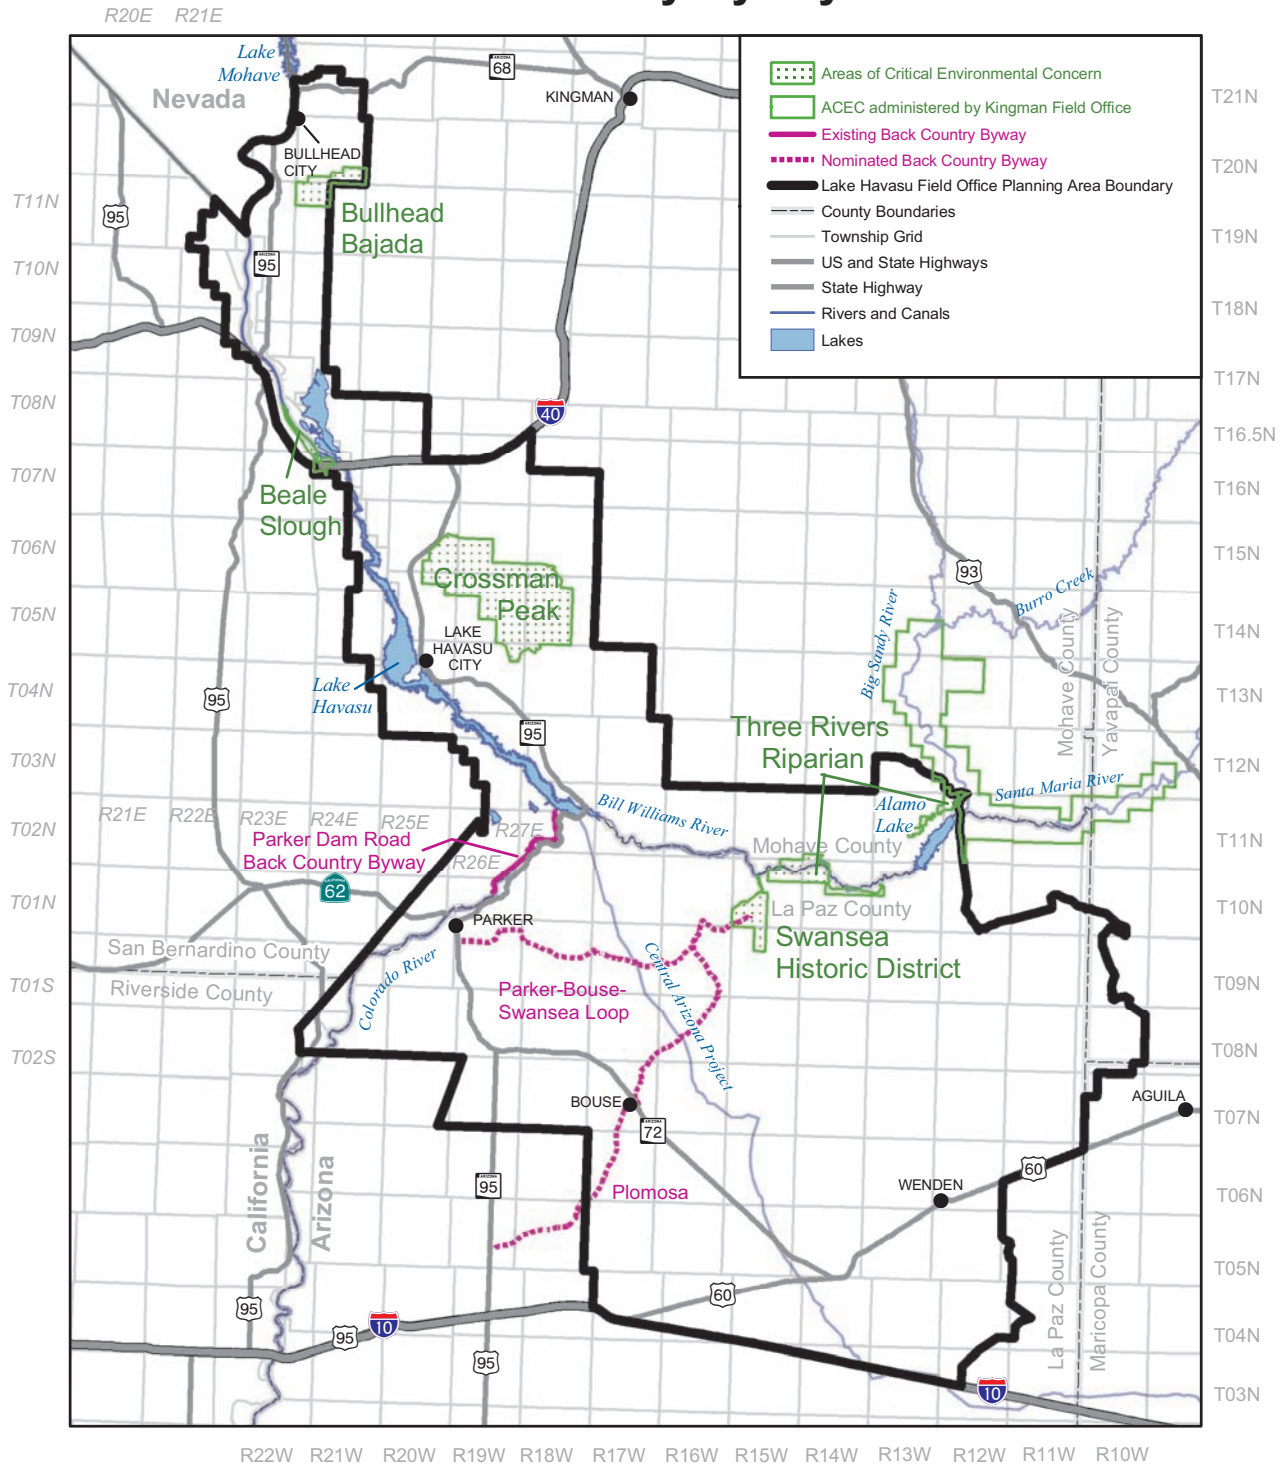 R20E R21E
Lake
Mohave
Nevada
ARIZONA
68
KINGMAN
BULLHEAD
CITY
Areas of Critical Environmental Concern
ACEC administered by Kingman Field Office
Existing Back Country Byway
Nominated Back Country Byway
Lake Havasu Field Office Planning Area Boundary
County Boundaries
Township Grid
US and State Highways
State Highway
Rivers and Canals
Lakes
T11N
T10N
T09N
T08N
T07N
T06N
T05N
T04N
T03N
T02N
T01N
T01S
T02S
T21N
T20N
T19N
T18N
T17N
T16.5N
T16N
T15N
T14N
T13N
T12N
T11N
T10N
T09N
T08N
T07N
T06N
T05N
T04N
T03N
95
Bullhead
Bajada
ARIZONA
95
40
Beale
Slough
93
Burro Creek
Crossman
Peak
Big Sandy River
Mohave County
Yavapai County
LAKE
HAVASU
CITY
Lake
Havasu
95
ARIZONA
95
Three Rivers
Riparian
Santa Maria River
Alamo
Lake
Bill Williams River
R21E R22E R23E R24E R25E R27E
R26E
Parker Dam Road
Back Country Byway
Mohave County
CALIFORNIA
62
PARKER
La Paz County
Swansea
Historic District
San Bernardino County
Riverside County
Colorado River
Central Arizona Project
Parker-Bouse-
Swansea Loop
BOUSE
ARIZONA
72
AGUILA
California
Arizona
ARIZONA
95
Plomosa
WENDEN
60
La Paz County
Maricopa County
60
95
10
95
95
10
R22W R21W R20W R19W R18W R17W R16W R15W R14W R13W R12W R11W R10W